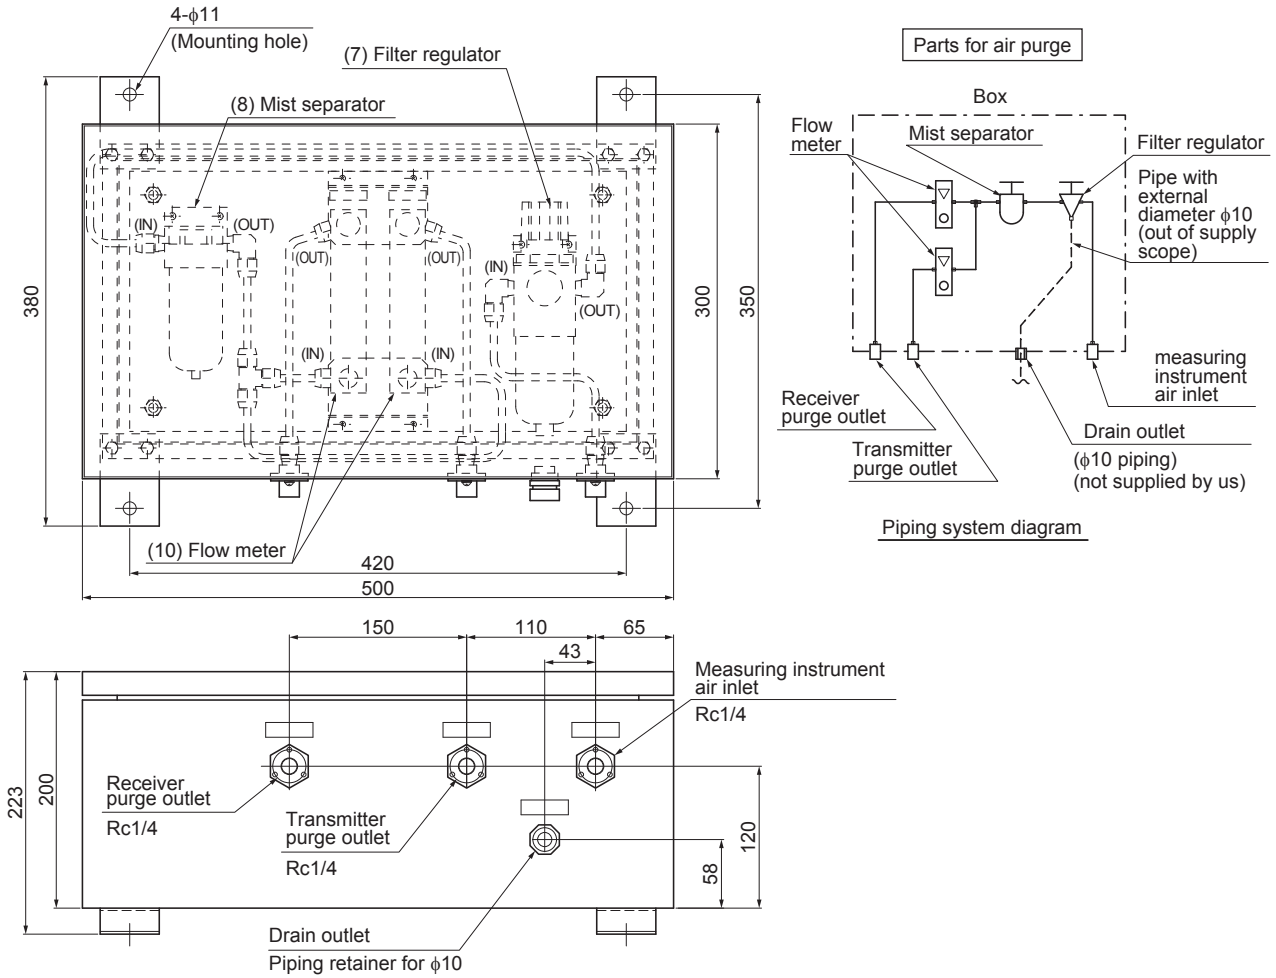 4-ϕ11
(Mounting hole)
(7) Filter regulator
(8) Mist separator
(IN)
(OUT)
(OUT)
(OUT)
(IN)
(OUT)
(IN)
(IN)
380
300
350
(10) Flow meter
420
500
Parts for air purge
Box
Flow
meter
Mist separator
Filter regulator
Pipe with
external
diameter ϕ10
(out of supply
scope)
measuring
instrument
air inlet
Receiver
purge outlet
Transmitter
purge outlet
Drain outlet
(ϕ10 piping)
(not supplied by us)
Piping system diagram
150
110
65
43
Measuring instrument
air inlet
Rc1/4
223
200
Receiver
purge outlet
Rc1/4
Transmitter
purge outlet
Rc1/4
120
58
Drain outlet
Piping retainer for ϕ10